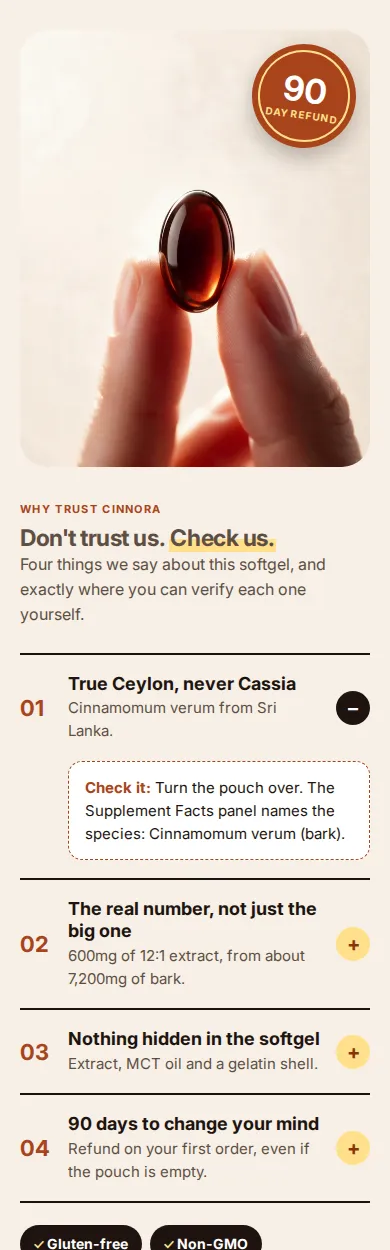 90
DAY REFUND
WHY TRUST CINNORA
Don't trust us. Check us.
Four things we say about this softgel, and
exactly where you can verify each one
yourself.
01
True Ceylon, never Cassia
Cinnamomum verum from Sri
Lanka.
–
Check it: Turn the pouch over. The
Supplement Facts panel names the
species: Cinnamomum verum (bark).
02
The real number, not just the
big one
600mg of 12:1 extract, from about
7,200mg of bark.
+
03
Nothing hidden in the softgel
Extract, MCT oil and a gelatin shell.
+
04
90 days to change your mind
Refund on your first order, even if
the pouch is empty.
+
✓ Gluten-free ✓ Non-GMO